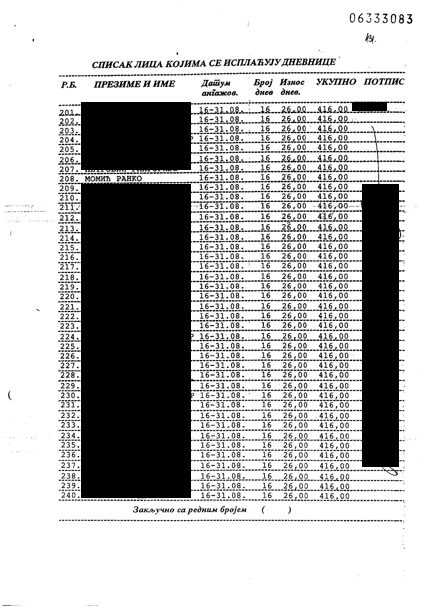 06333083
СПИСАК ЛИЦА КОЈИМА СЕ ИСПЛАЋУЈУ ДНЕВНИЦЕ
Р.Б. ПРЕЗИМЕ И ИМЕ Датум ангажов. Број днев Износ днев. УКУПНО ПОТПИС
201. 16-31.08. 16 26,00 416,00
202. 16-31.08. 16 26,00 416,00
203. 16-31.08. 16 26,00 416,00
204. 16-31.08. 16 26,00 416,00
205. 16-31.08. 16 26,00 416,00
206. 16-31.08. 16 26,00 416,00
207. 16-31.08. 16 26,00 416,00
208. МОМИЋ РАНКО 16-31.08. 16 26,00 416,00
209. 16-31.08. 16 26,00 416,00
210. 16-31.08. 16 26,00 416,00
211. 16-31.08. 16 26,00 416,00
212. 16-31.08. 16 26,00 416,00
213. 16-31.08. 16 26,00 416,00
214. 16-31.08. 16 26,00 416,00
215. 16-31.08. 16 26,00 416,00
216. 16-31.08. 16 26,00 416,00
217. 16-31.08. 16 26,00 416,00
218. 16-31.08. 16 26,00 416,00
219. 16-31.08. 16 26,00 416,00
220. 16-31.08. 16 26,00 416,00
221. 16-31.08. 16 26,00 416,00
222. 16-31.08. 16 26,00 416,00
223. 16-31.08. 16 26,00 416,00
224. 16-31.08. 16 26,00 416,00
225. 16-31.08. 16 26,00 416,00
226. 16-31.08. 16 26,00 416,00
227. 16-31.08. 16 26,00 416,00
228. 16-31.08. 16 26,00 416,00
229. 16-31.08. 16 26,00 416,00
230. 16-31.08. 16 26,00 416,00
231. 16-31.08. 16 26,00 416,00
232. 16-31.08. 16 26,00 416,00
233. 16-31.08. 16 26,00 416,00
234. 16-31.08. 16 26,00 416,00
235. 16-31.08. 16 26,00 416,00
236. 16-31.08. 16 26,00 416,00
237. 16-31.08. 16 26,00 416,00
238. 16-31.08. 16 26,00 416,00
239. 16-31.08. 16 26,00 416,00
240. 16-31.08. 16 26,00 416,00
Закључно са редним бројем ( )